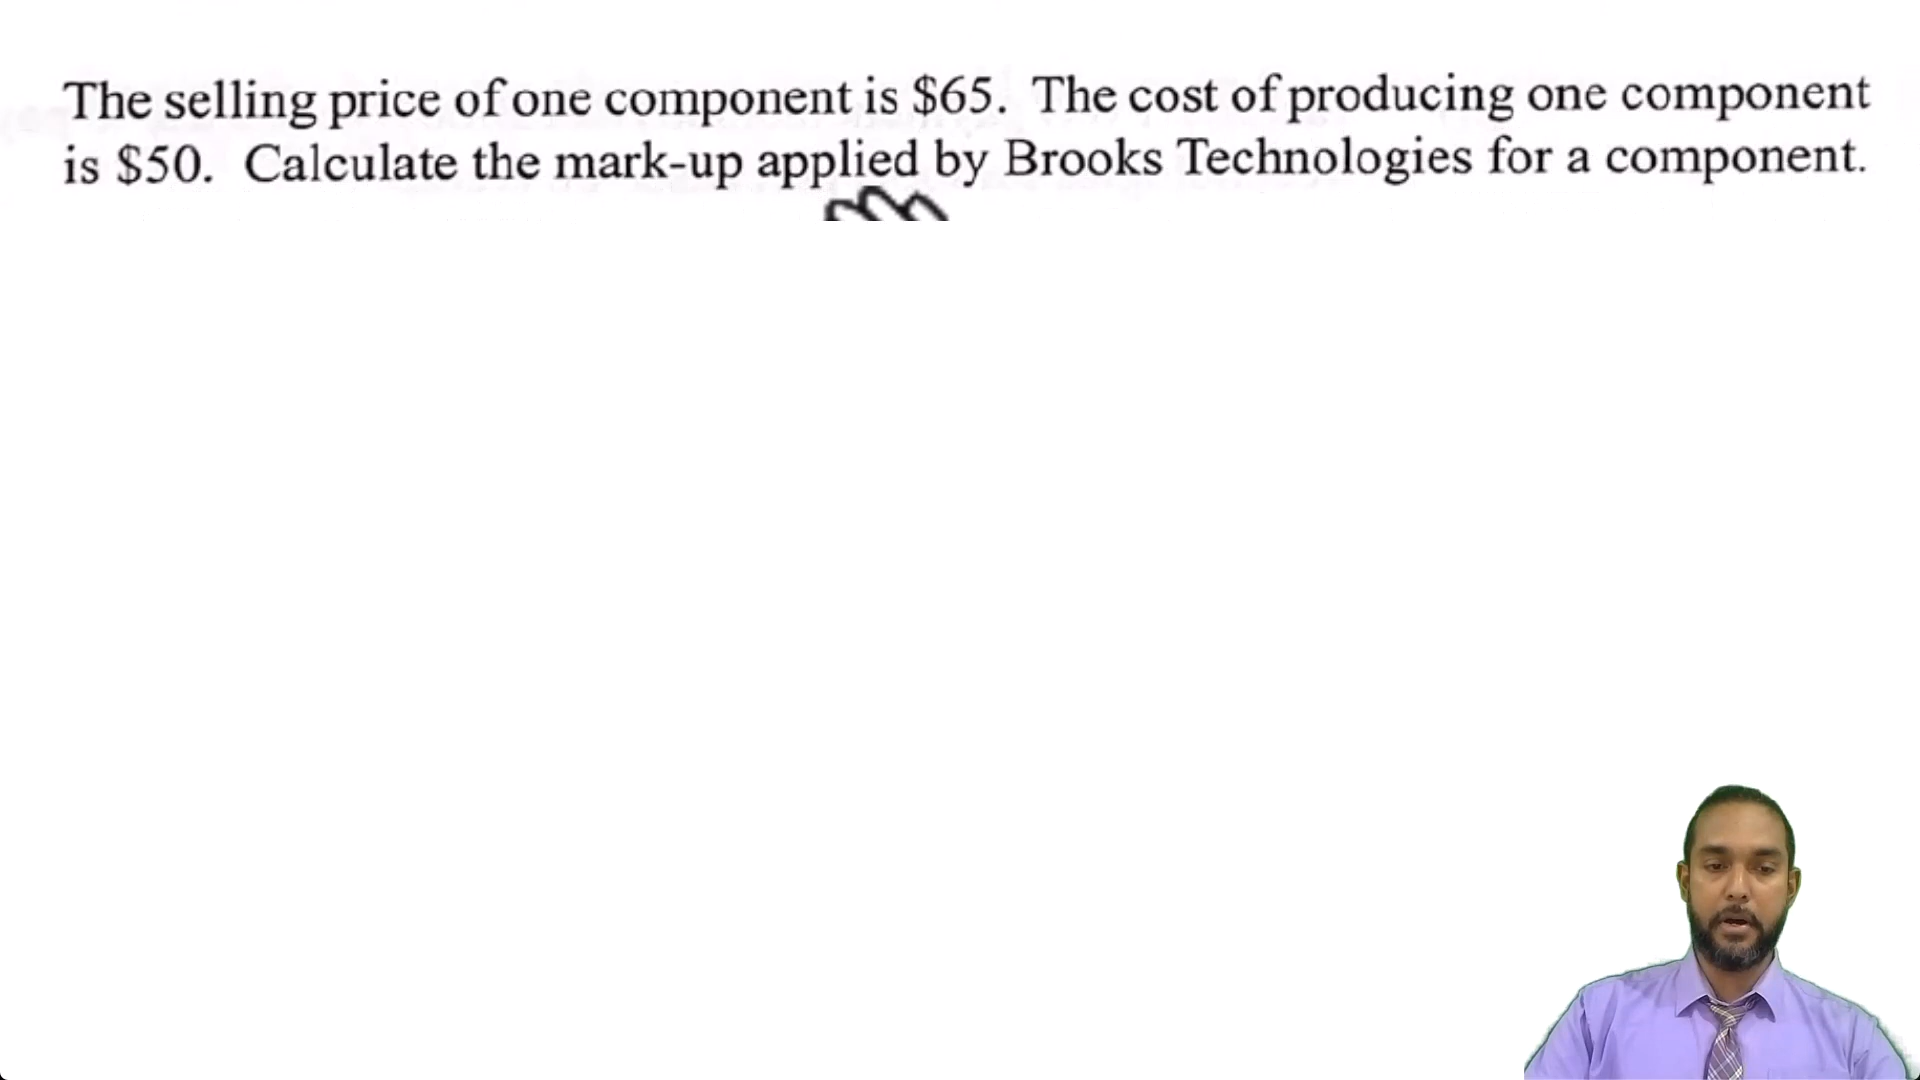 The selling price of one component is $65. The cost of producing one component
is $50. Calculate the mark-up applied by Brooks Technologies for a component.